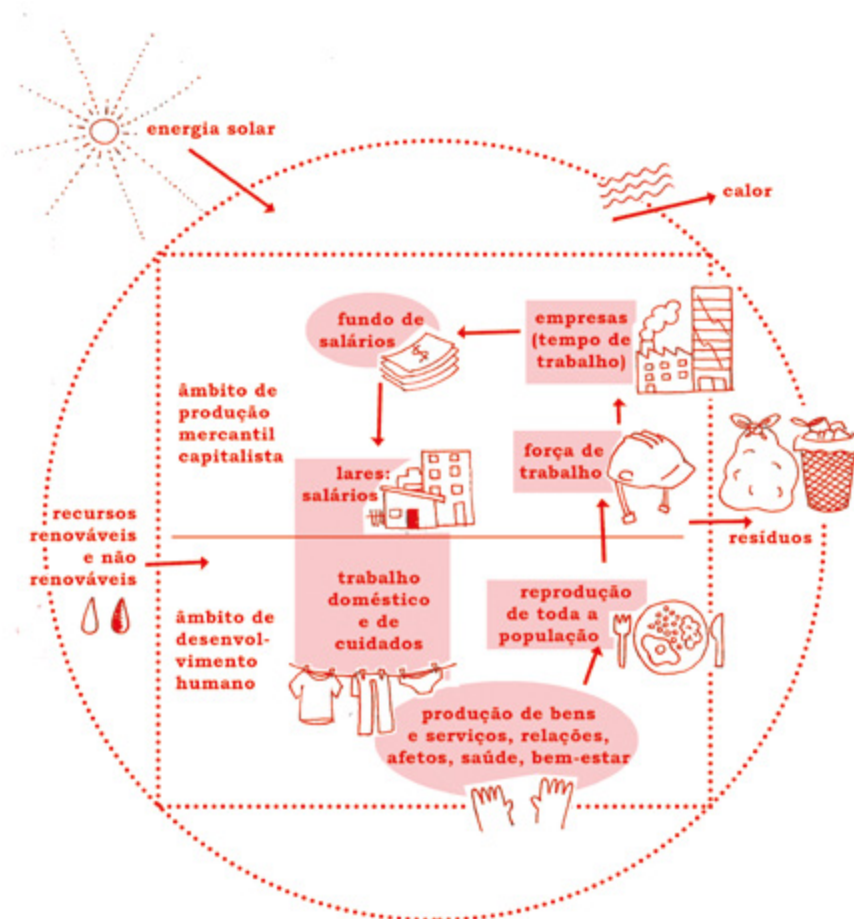 energia solar
calor
fundo de
salários
empresas
(tempo de
trabalho)
âmbito de
produção
mercantil
capitalista
lares:
salários
força de
trabalho
recursos
renováveis
e não
renováveis
resíduos
trabalho
doméstico
e de
cuidados
reprodução
de toda a
população
âmbito de
desenvol-
vimento
humano
produção de bens
e serviços, relações,
afetos, saúde, bem-estar